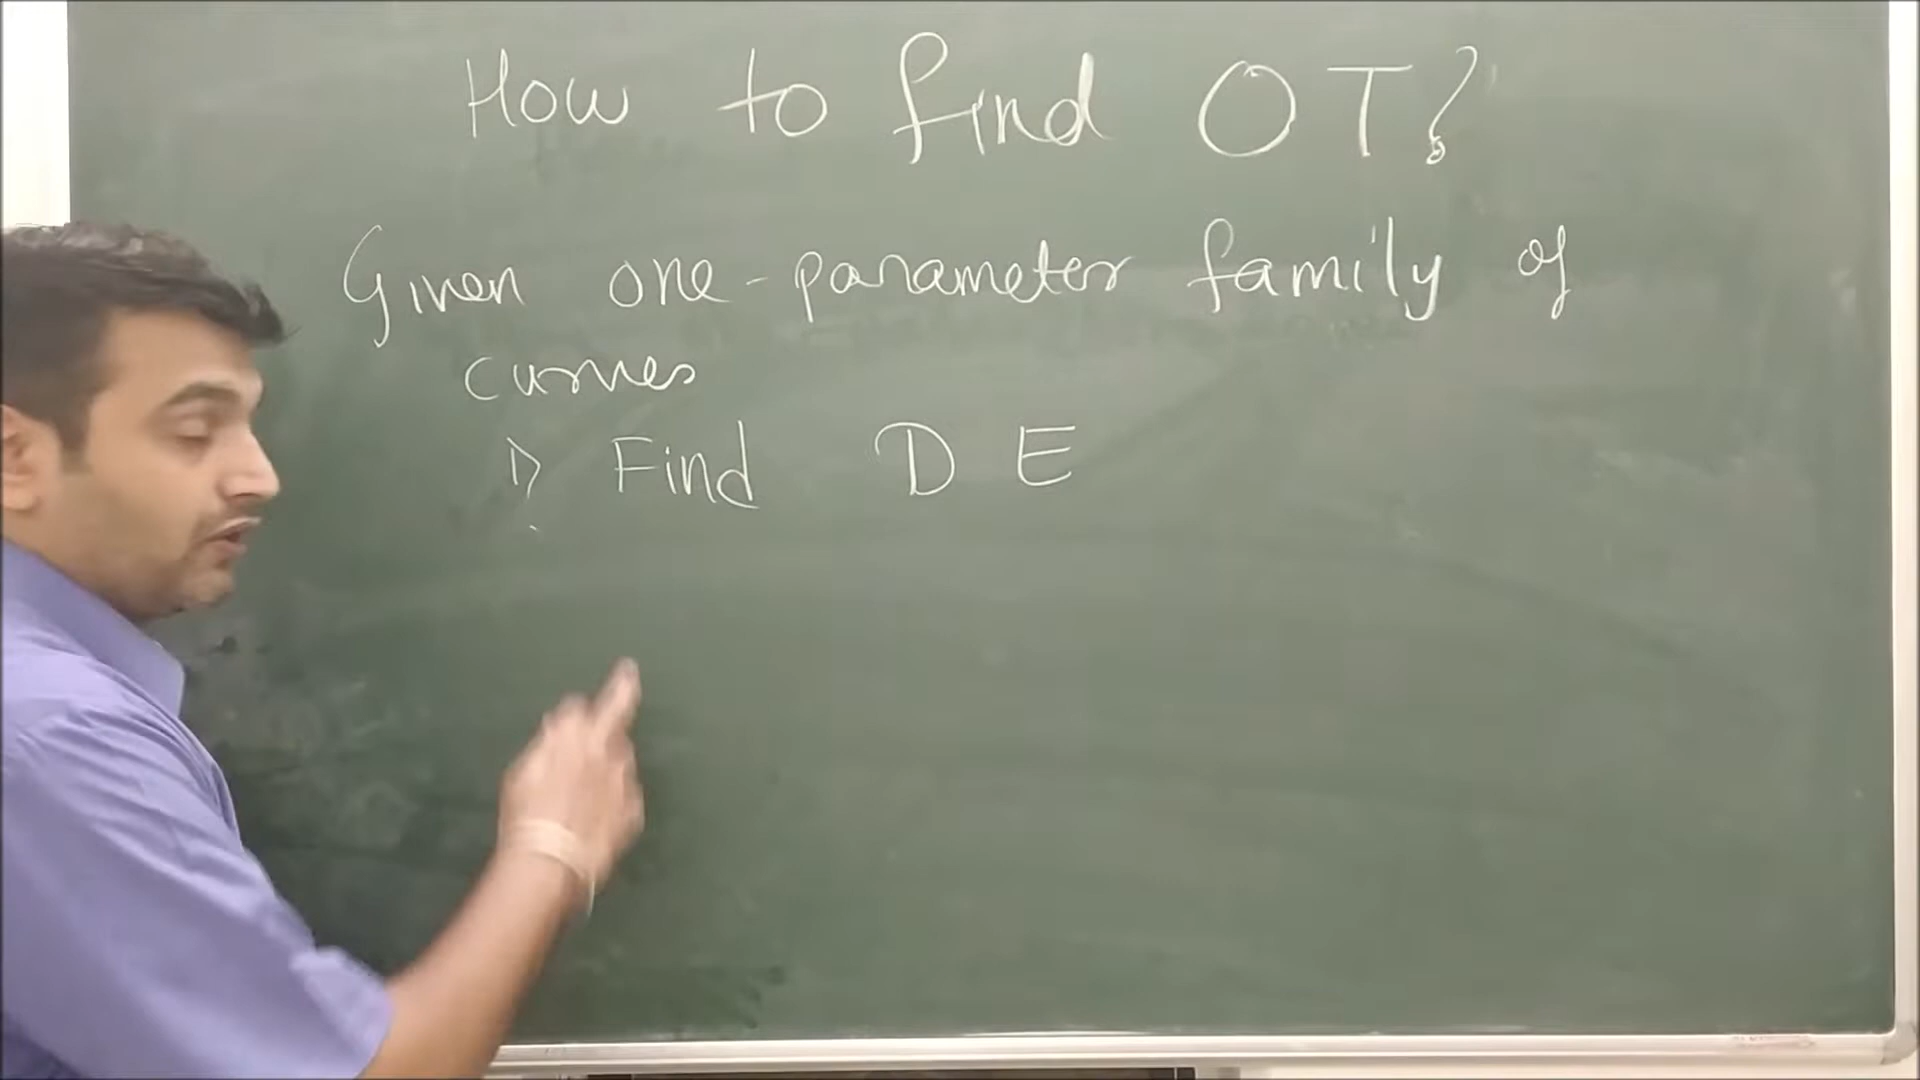 How to find OT?
Given one-parameter family of
curves
1) Find D E